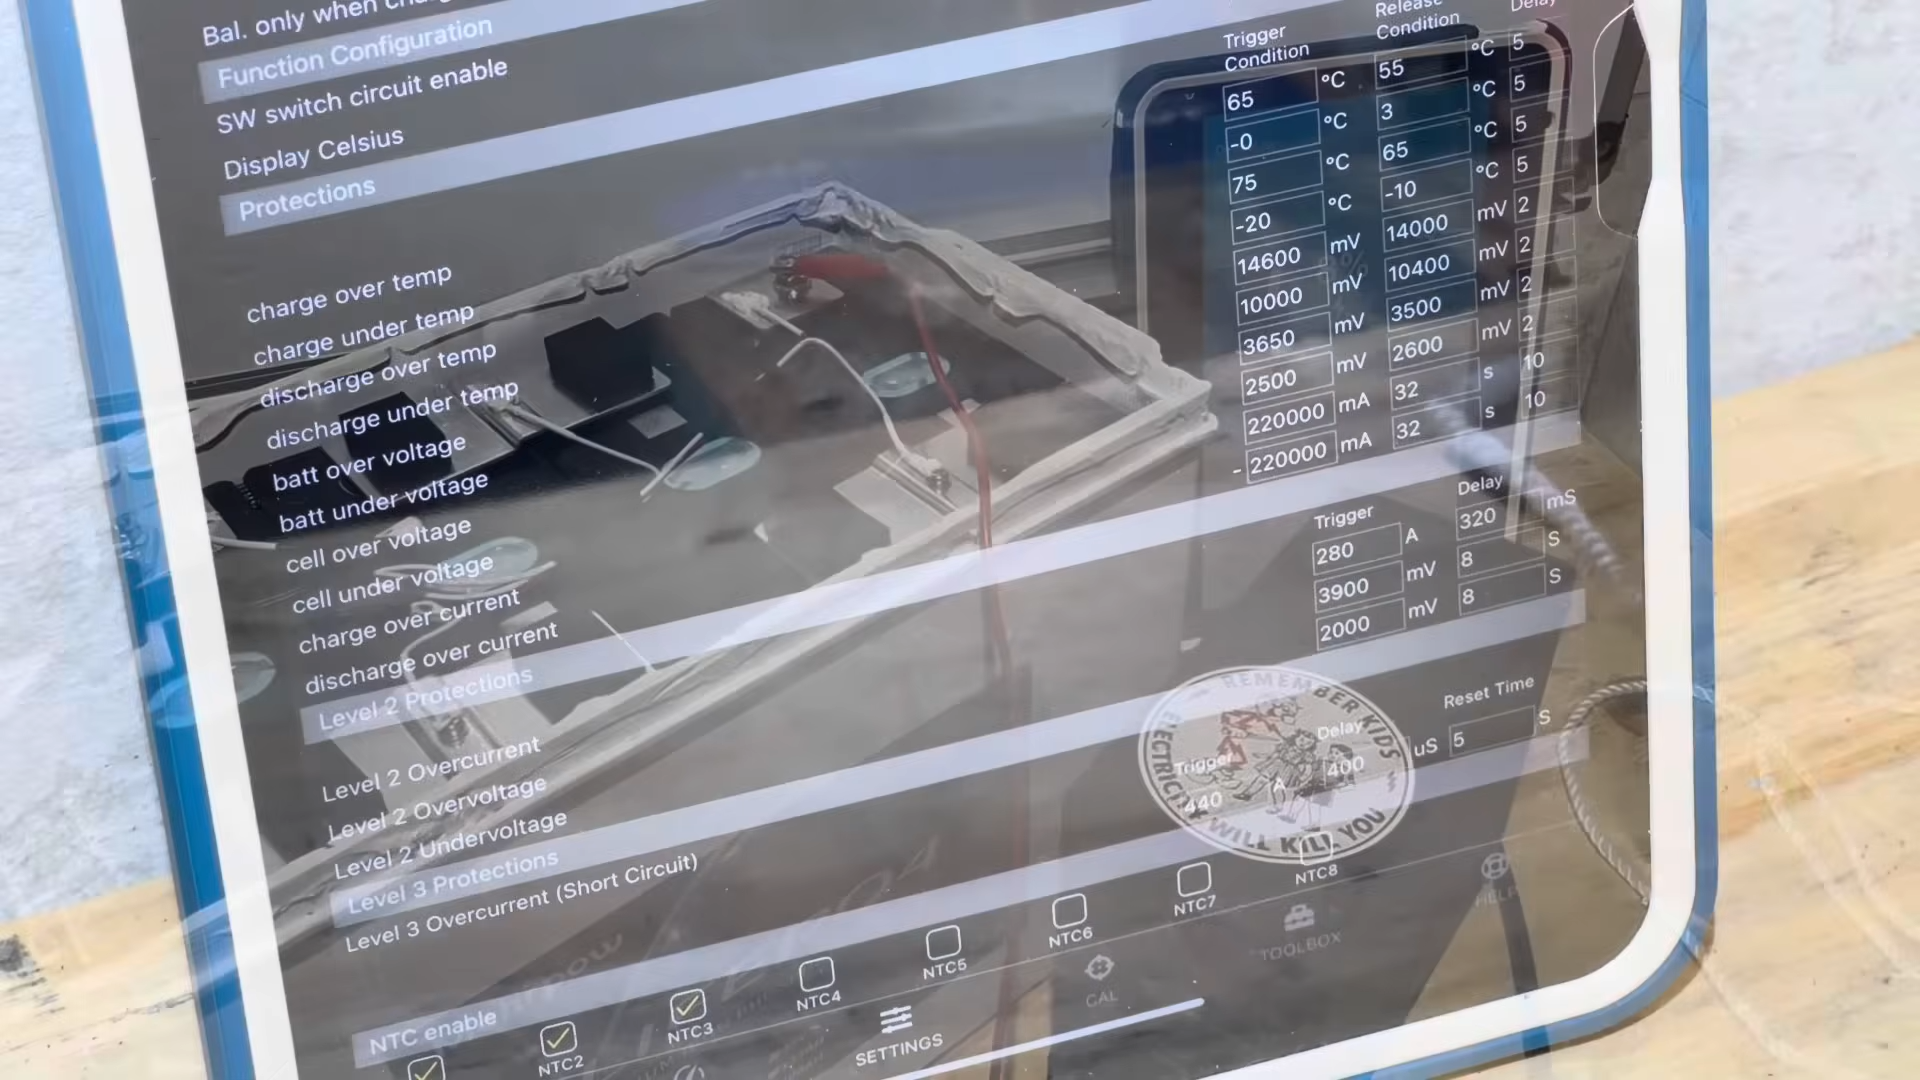 Bal. only when
Function Configuration
SW switch circuit enable
Display Celsius
Protections
Trigger Condition Release Condition Delay
charge over temp 65 °C 55 °C 5
charge under temp -0 °C 3 °C 5
discharge over temp 75 °C 65 °C 5
discharge under temp -20 °C -10 °C 5
batt over voltage 14600 mV 14000 mV 2
batt under voltage 10000 mV 10400 mV 2
cell over voltage 3650 mV 3500 mV 2
cell under voltage 2500 mV 2600 mV 2
charge over current 220000 mA 32 s 10
discharge over current - 220000 mA 32 s 10
Level 2 Protections
Trigger Delay
Level 2 Overcurrent 280 A 320 mS
Level 2 Overvoltage 3900 mV 8 S
Level 2 Undervoltage 2000 mV 8 S
Level 3 Protections
Trigger Delay Reset Time
Level 3 Overcurrent (Short Circuit) 440 A 400 uS 5 S
REMEMBER KIDS
ELECTRICITY WILL KILL YOU
NTC enable
NTC2 NTC3 NTC4 NTC5 NTC6 NTC7 NTC8
SETTINGS CAL TOOLBOX HELP